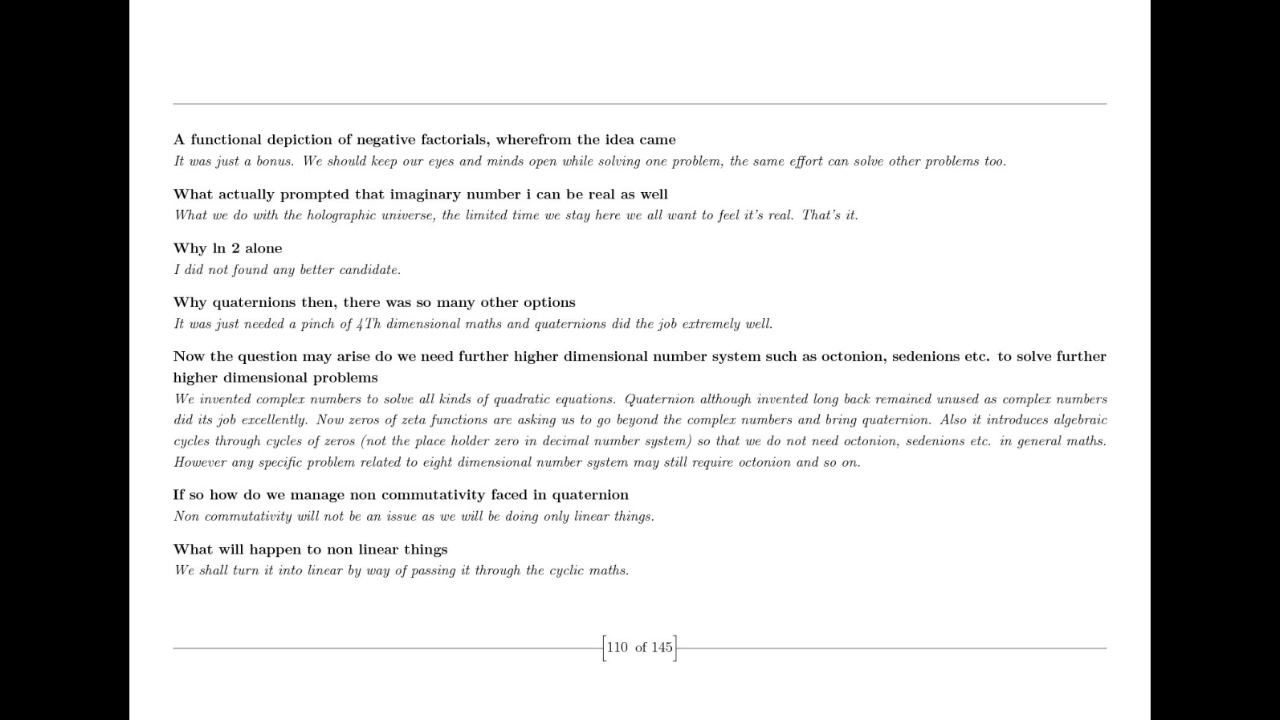 A functional depiction of negative factorials, wherefrom the idea came
It was just a bonus. We should keep our eyes and minds open while solving one problem, the same effort can solve other problems too.
What actually prompted that imaginary number i can be real as well
What we do with the holographic universe, the limited time we stay here we all want to feel it's real. That's it.
Why ln 2 alone
I did not found any better candidate.
Why quaternions then, there was so many other options
It was just needed a pinch of 4Th dimensional maths and quaternions did the job extremely well.
Now the question may arise do we need further higher dimensional number system such as octonion, sedenions etc. to solve further
higher dimensional problems
We invented complex numbers to solve all kinds of quadratic equations. Quaternion although invented long back remained unused as complex numbers
did its job excellently. Now zeros of zeta functions are asking us to go beyond the complex numbers and bring quaternion. Also it introduces algebraic
cycles through cycles of zeros (not the place holder zero in decimal number system) so that we do not need octonion, sedenions etc. in general maths.
However any specific problem related to eight dimensional number system may still require octonion and so on.
If so how do we manage non commutativity faced in quaternion
Non commutativity will not be an issue as we will be doing only linear things.
What will happen to non linear things
We shall turn it into linear by way of passing it through the cyclic maths.
[110 of 145]